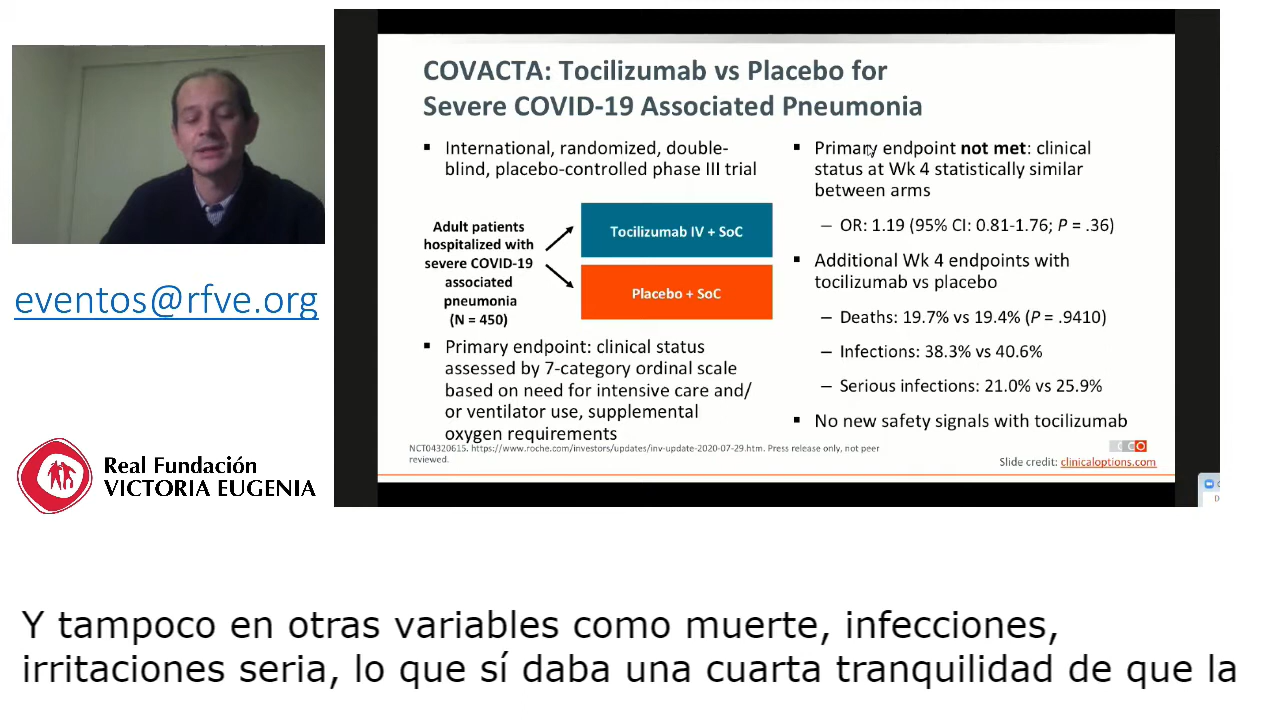 eventos@rfve.org
Real Fundación
VICTORIA EUGENIA
COVACTA: Tocilizumab vs Placebo for
Severe COVID-19 Associated Pneumonia
▪ International, randomized, double-
blind, placebo-controlled phase III trial
Adult patients
hospitalized with
severe COVID-19
associated
pneumonia
(N = 450)
Tocilizumab IV + SoC
Placebo + SoC
▪ Primary endpoint: clinical status
assessed by 7-category ordinal scale
based on need for intensive care and/
or ventilator use, supplemental
oxygen requirements
▪ Primary endpoint not met: clinical
status at Wk 4 statistically similar
between arms
– OR: 1.19 (95% CI: 0.81-1.76; P = .36)
▪ Additional Wk 4 endpoints with
tocilizumab vs placebo
– Deaths: 19.7% vs 19.4% (P = .9410)
– Infections: 38.3% vs 40.6%
– Serious infections: 21.0% vs 25.9%
▪ No new safety signals with tocilizumab
NCT04320615. https://www.roche.com/investors/updates/inv-update-2020-07-29.htm. Press release only, not peer
reviewed.
CCO
Slide credit: clinicaloptions.com
Y tampoco en otras variables como muerte, infecciones,
irritaciones seria, lo que sí daba una cuarta tranquilidad de que la